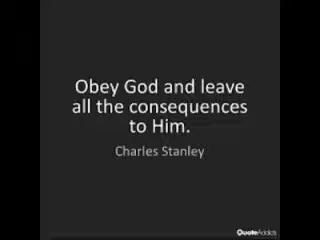 Obey God and leave
all the consequences
to Him.
Charles Stanley
QuoteAddicts